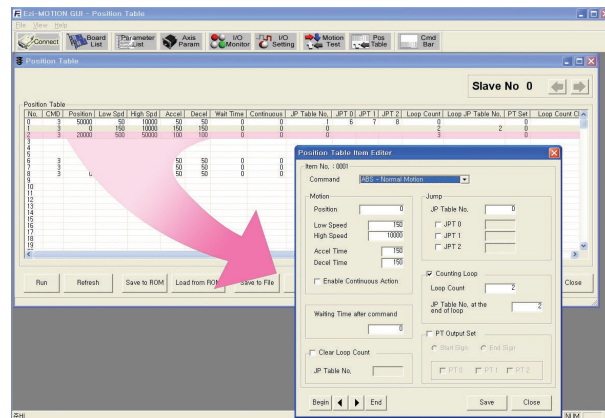 Ezi-MOTION GUI - Position Table
File View Help
Connect Board List Parameter List Axis Param I/O Monitor I/O Setting Motion Test Pos Table Cmd Bar
Position Table
Slave No 0
Position Table
No. CMD Position Low Spd High Spd Accel Decel Wait Time Continuous JP Table No. JPT 0 JPT 1 JPT 2 Loop Count Loop JP Table No. PT Set Loop Count Cl
0 3 50000 50 10000 50 50 0 0 1 6 7 8 0 0
1 3 0 150 10000 150 150 0 0 0 2 2 0
2 3 20000 500 50000 100 100 0 0 0 3 0
3
4
5
6 3 50 50 0 0
7 3 50 50 0 0
8 3 50 50 0 0
9
10
11
12
13
14
15
16
17
18
19
Run Refresh Save to ROM Load from ROM Save to File Close
Position Table Item Editor
Item No. : 0001
Command ABS - Normal Motion
Motion
Position 0
Low Speed 150
High Speed 10000
Accel Time 150
Decel Time 150
Enable Continuous Action
Waiting Time after command
0
Clear Loop Count
JP Table No.
Jump
JP Table No. 0
JPT 0
JPT 1
JPT 2
Counting Loop
Loop Count 2
JP Table No. at the end of loop 2
PT Output Set
Start Sign End Sign
PT 0 PT 1 PT 2
Begin End Save Close
준비 NUM